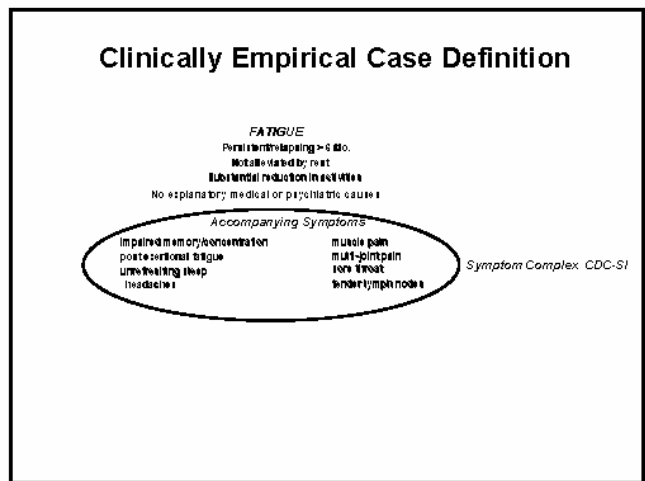 Clinically Empirical Case Definition
FATIGUE
Persistent/relapsing > 6 Mo.
Not alleviated by rest
Substantial reduction in activities
No explanatory medical or psychiatric causes
Accompanying Symptoms
impaired memory/concentration
postexertional fatigue
unrefreshing sleep
headaches
muscle pain
multi-joint pain
sore throat
tender lymph nodes
Symptom Complex CDC-SI